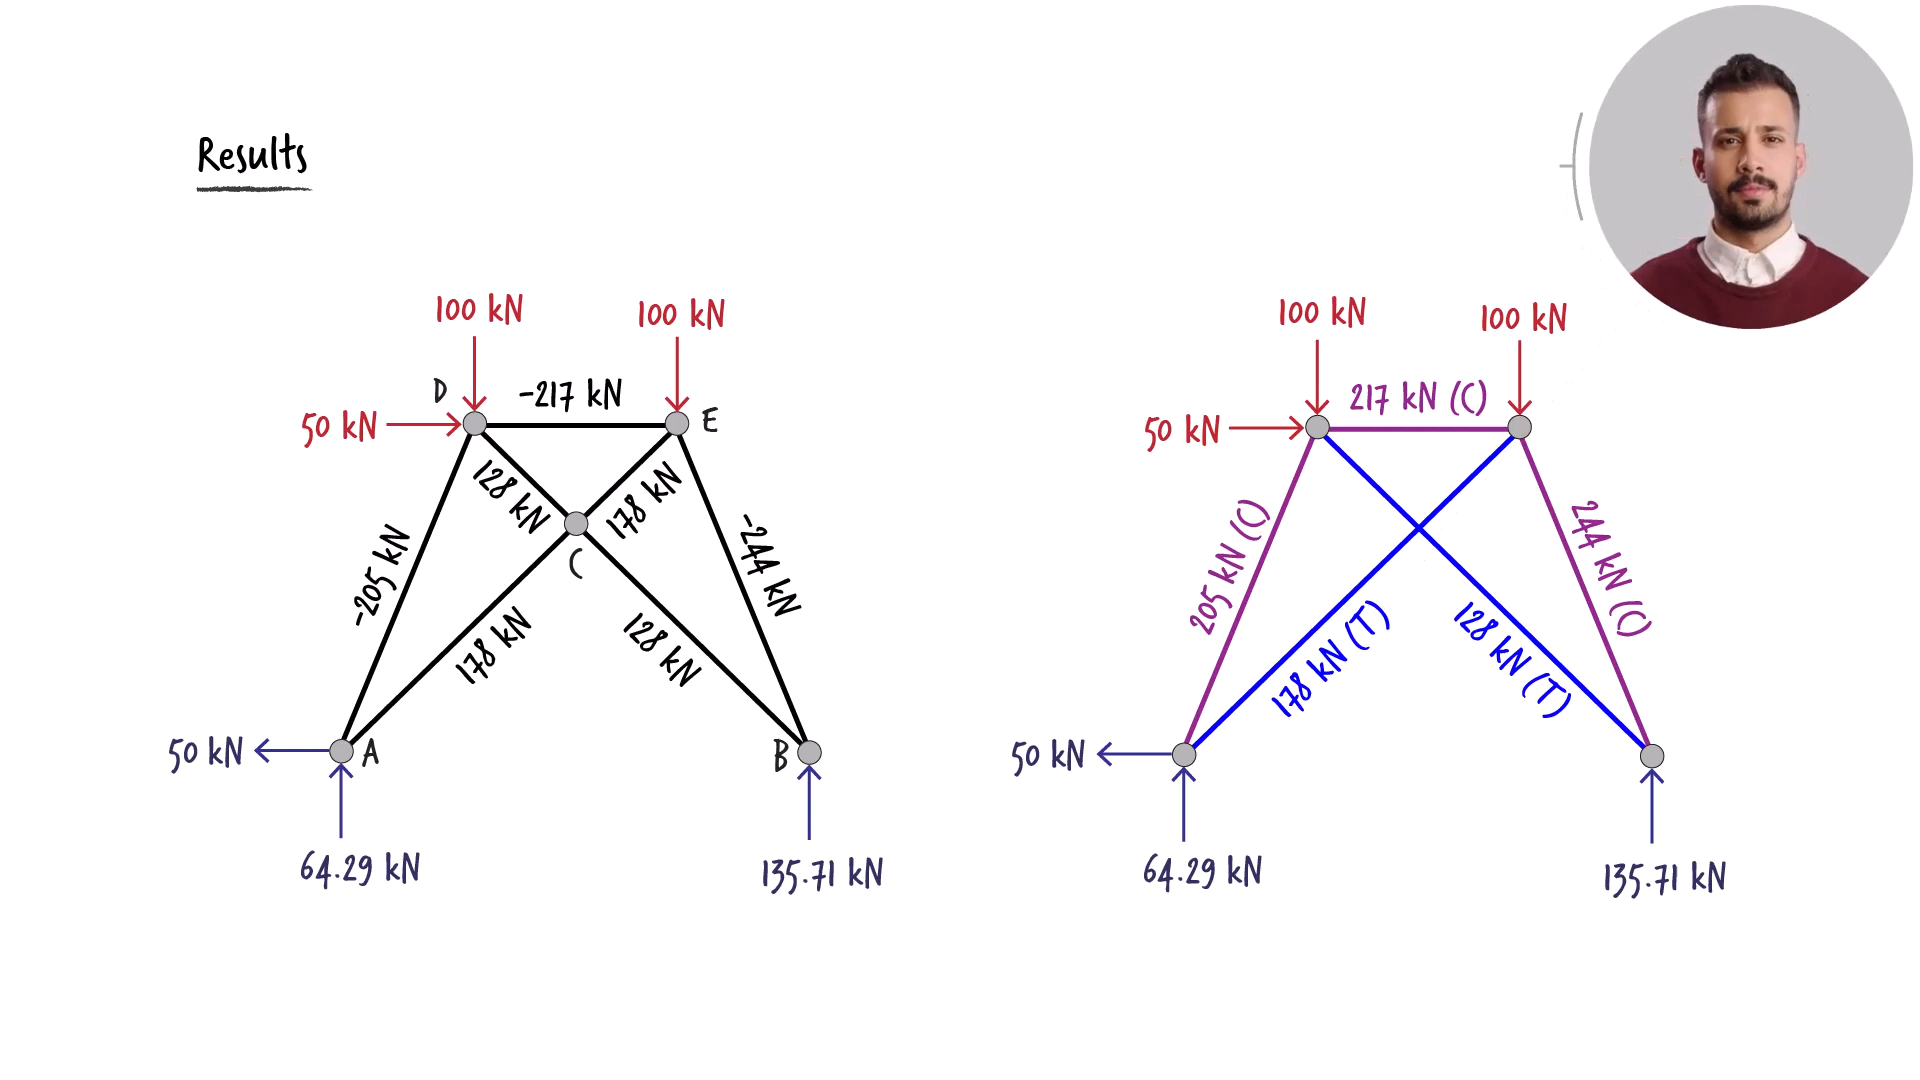 Results
100 kN
100 kN
D
-217 kN
E
50 kN
128 kN
178 kN
C
-205 kN
-244 kN
178 kN
128 kN
50 kN
A
B
64.29 kN
135.71 kN
100 kN
100 kN
217 kN (C)
50 kN
205 kN (C)
244 kN (C)
178 kN (T)
128 kN (T)
50 kN
64.29 kN
135.71 kN